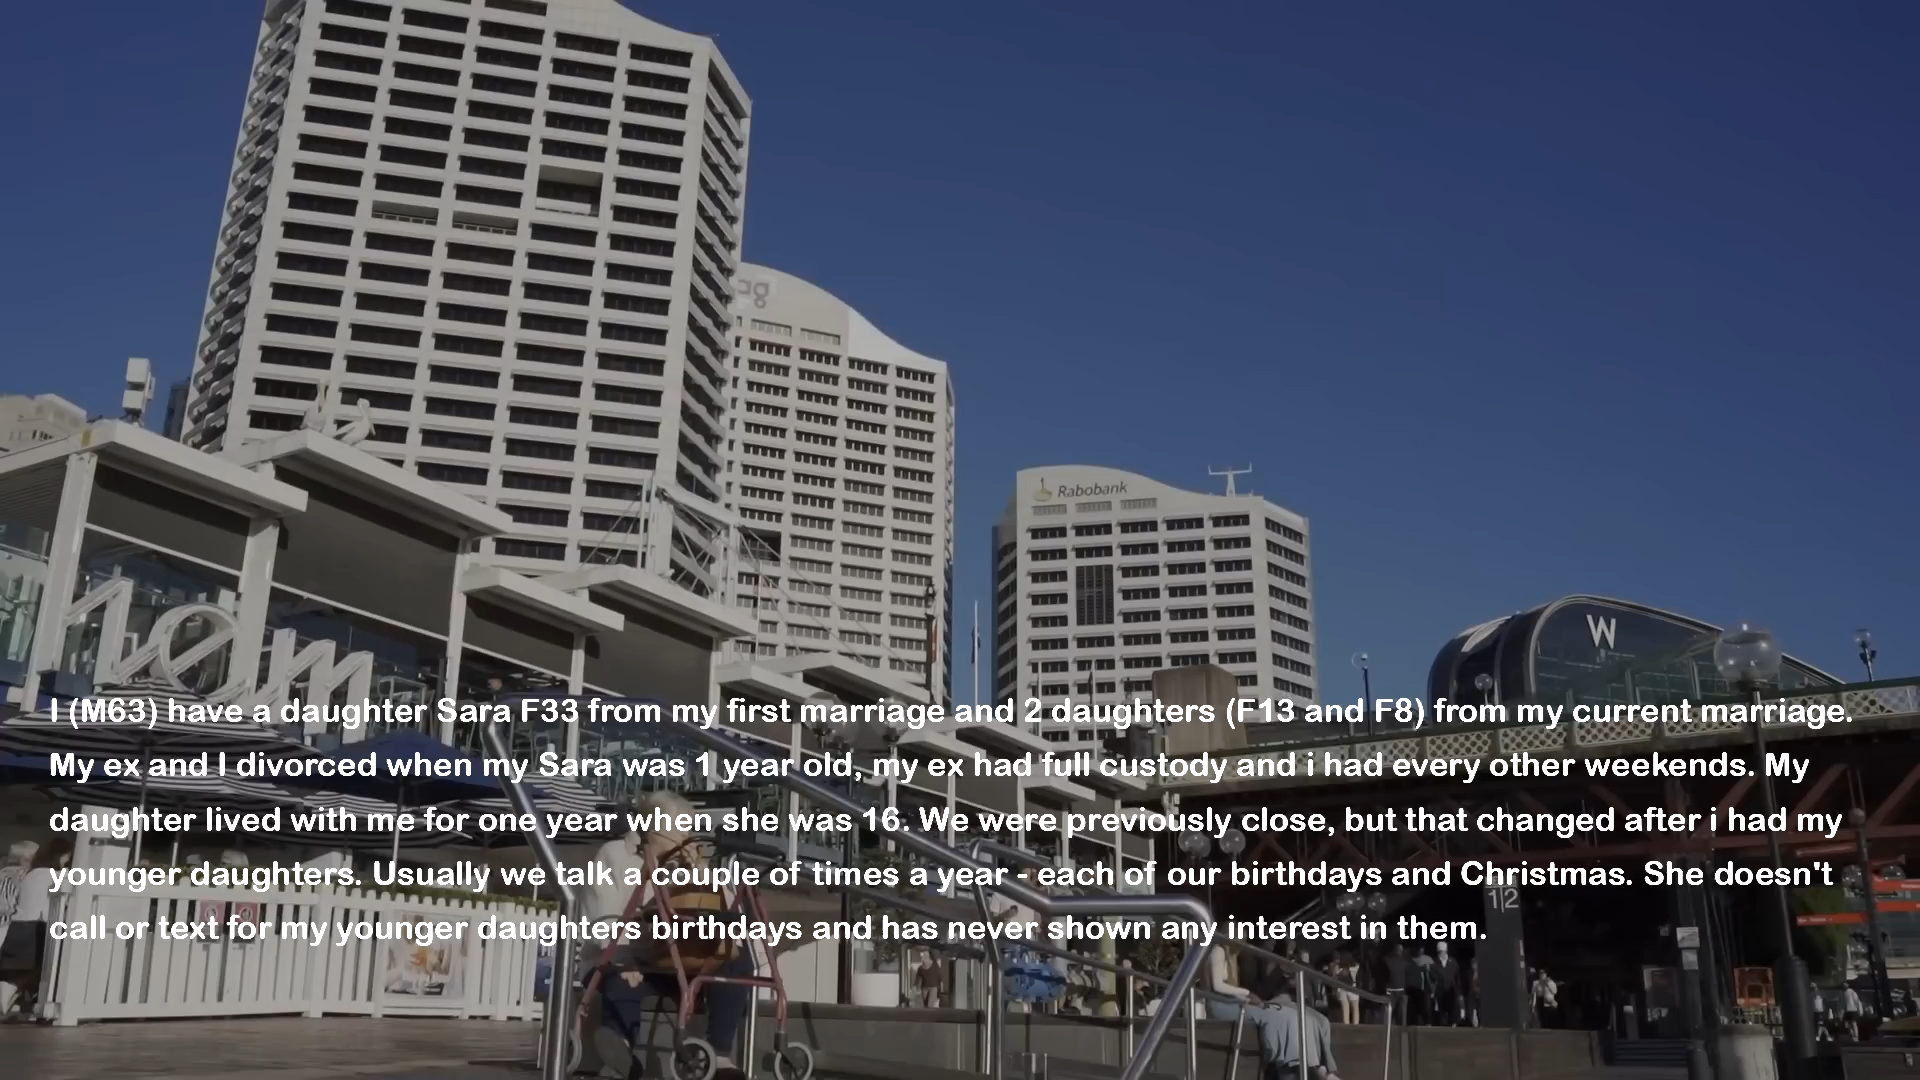 ag
Rabobank
W
nom
I (M63) have a daughter Sara F33 from my first marriage and 2 daughters (F13 and F8) from my current marriage.
My ex and I divorced when my Sara was 1 year old, my ex had full custody and i had every other weekends. My
daughter lived with me for one year when she was 16. We were previously close, but that changed after i had my
younger daughters. Usually we talk a couple of times a year - each of our birthdays and Christmas. She doesn't
call or text for my younger daughters birthdays and has never shown any interest in them.
1|2